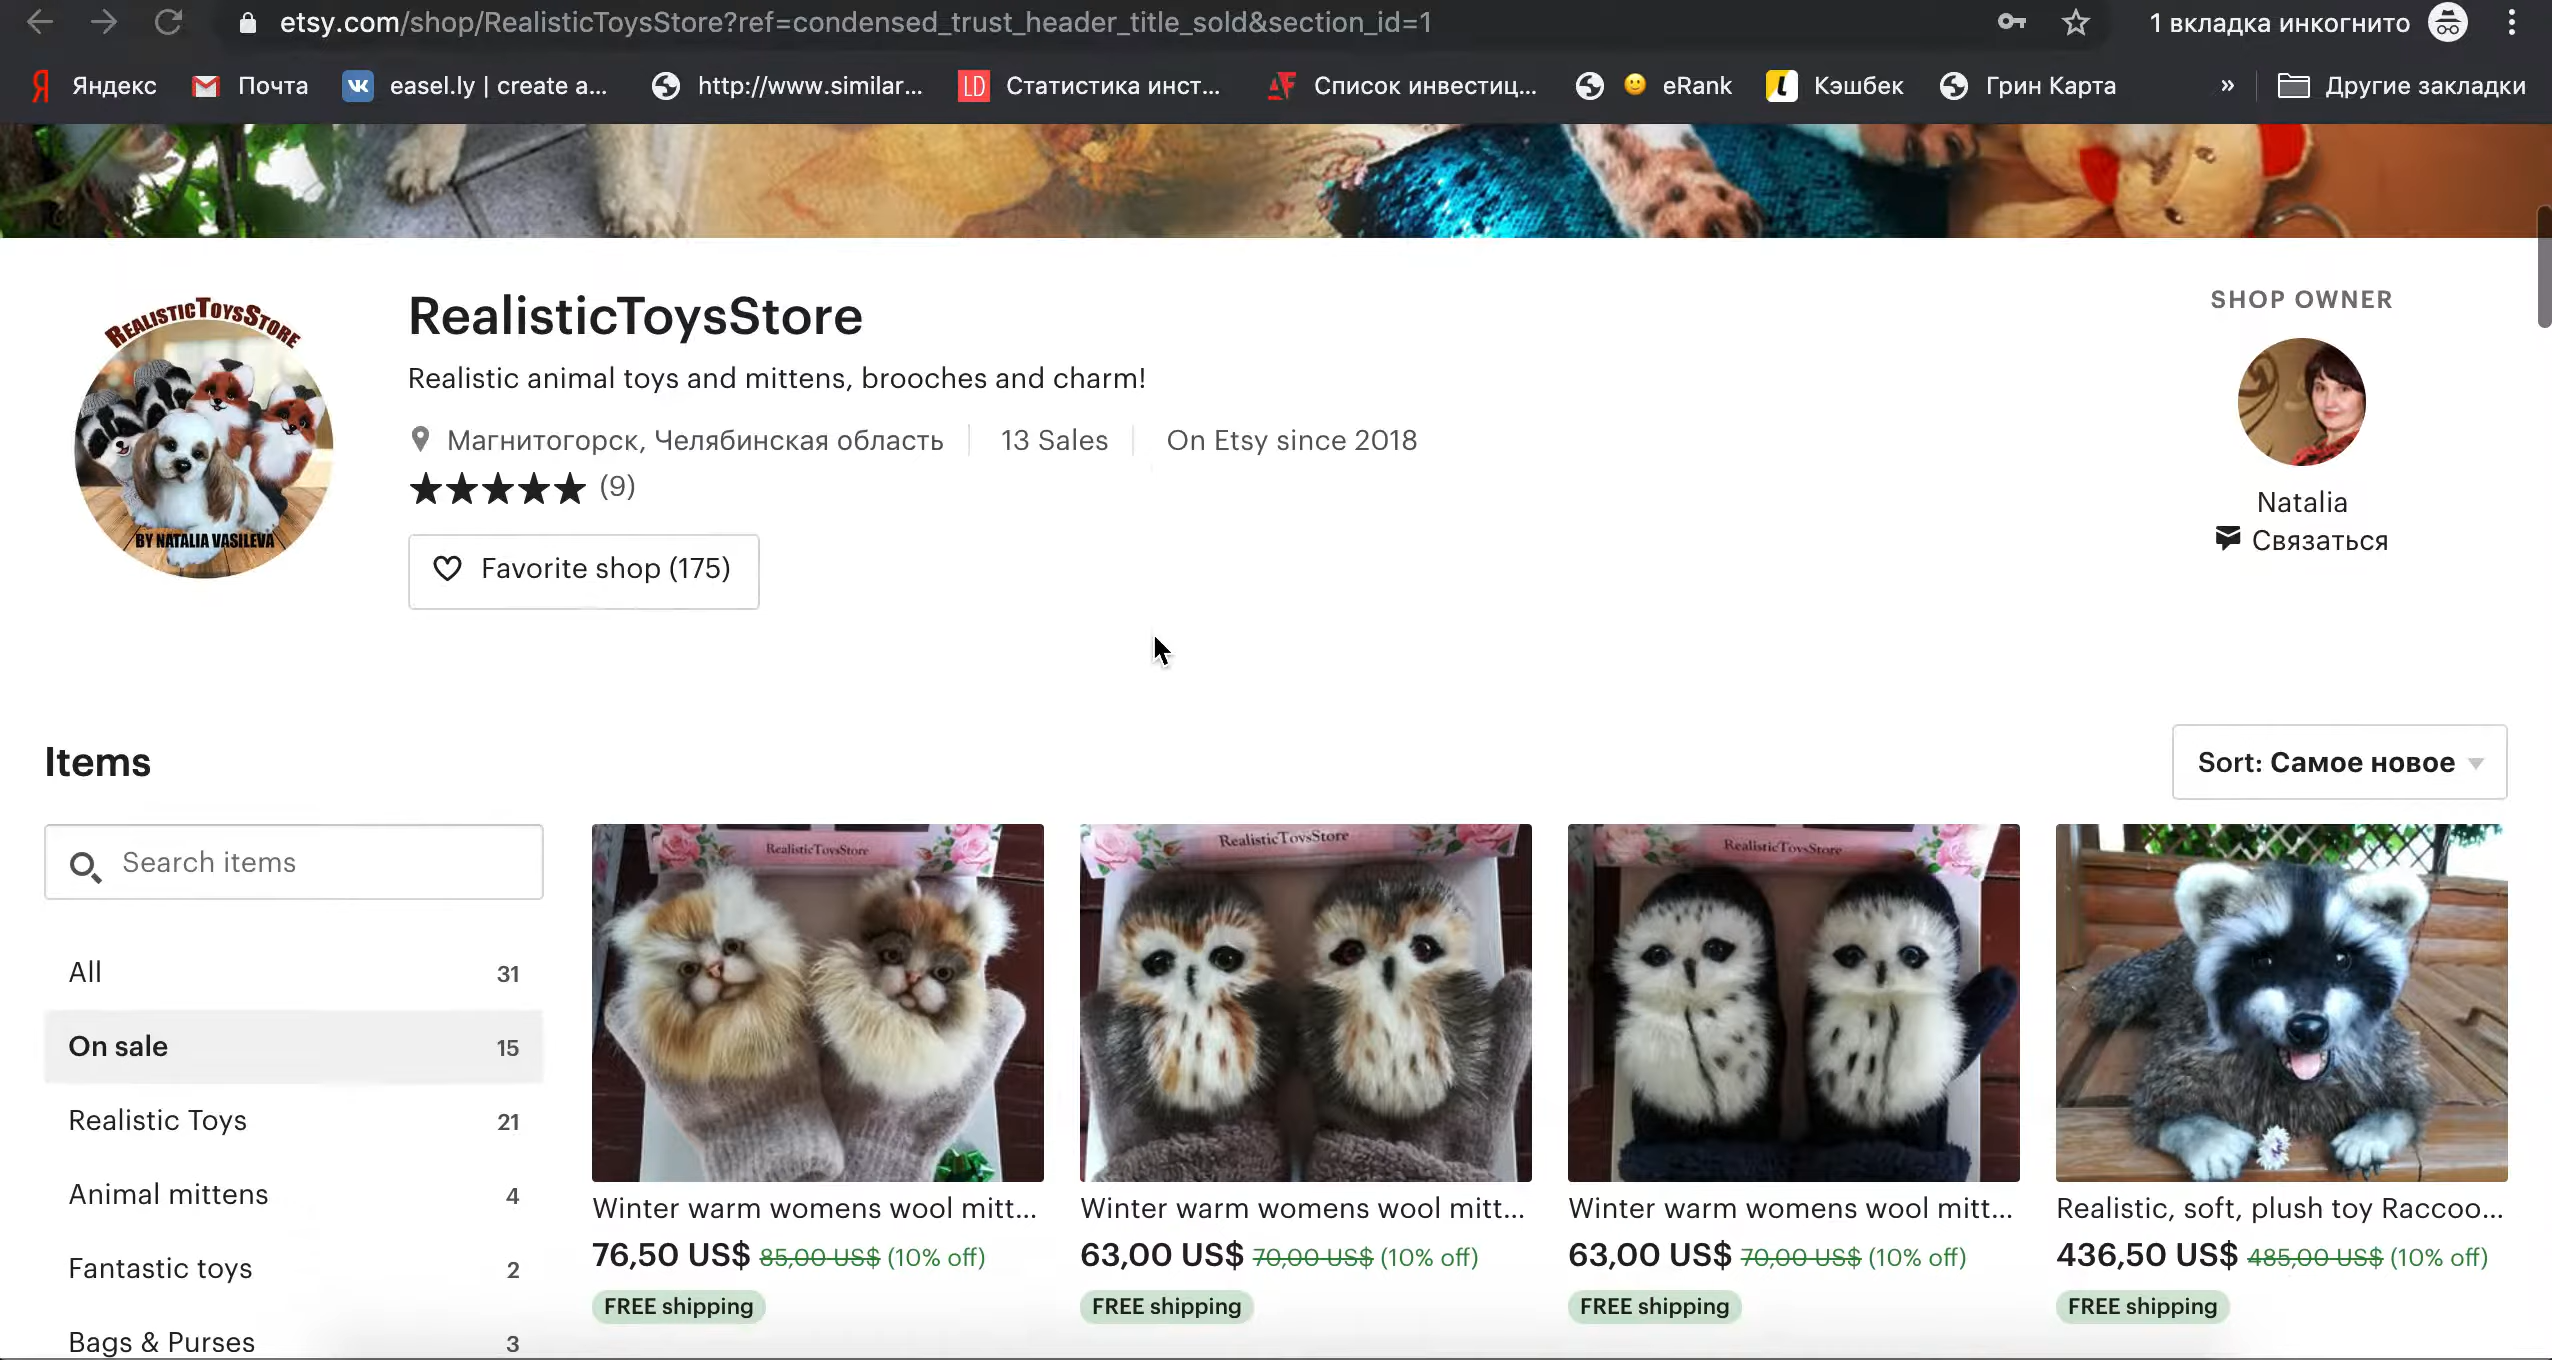 etsy.com/shop/RealisticToysStore?ref=condensed_trust_header_title_sold&section_id=1
1 вкладка инкогнито
Яндекс
Почта
easel.ly | create a...
http://www.similar...
LD
Статистика инст...
Список инвестиц...
eRank
Кэшбек
Грин Карта
»
Другие закладки
REALISTICTOYSSTORE
BY NATALIA VASILEVA
RealisticToysStore
Realistic animal toys and mittens, brooches and charm!
Магнитогорск, Челябинская область
13 Sales
On Etsy since 2018
(9)
Favorite shop (175)
SHOP OWNER
Natalia
Связаться
Items
Sort: Самое новое
Search items
All 31
On sale 15
Realistic Toys 21
Animal mittens 4
Fantastic toys 2
Bags & Purses 3
RealisticToysStore
Winter warm womens wool mitt...
76,50 US$ 85,00 US$ (10% off)
FREE shipping
RealisticToysStore
Winter warm womens wool mitt...
63,00 US$ 70,00 US$ (10% off)
FREE shipping
RealisticToysStore
Winter warm womens wool mitt...
63,00 US$ 70,00 US$ (10% off)
FREE shipping
Realistic, soft, plush toy Raccoo...
436,50 US$ 485,00 US$ (10% off)
FREE shipping